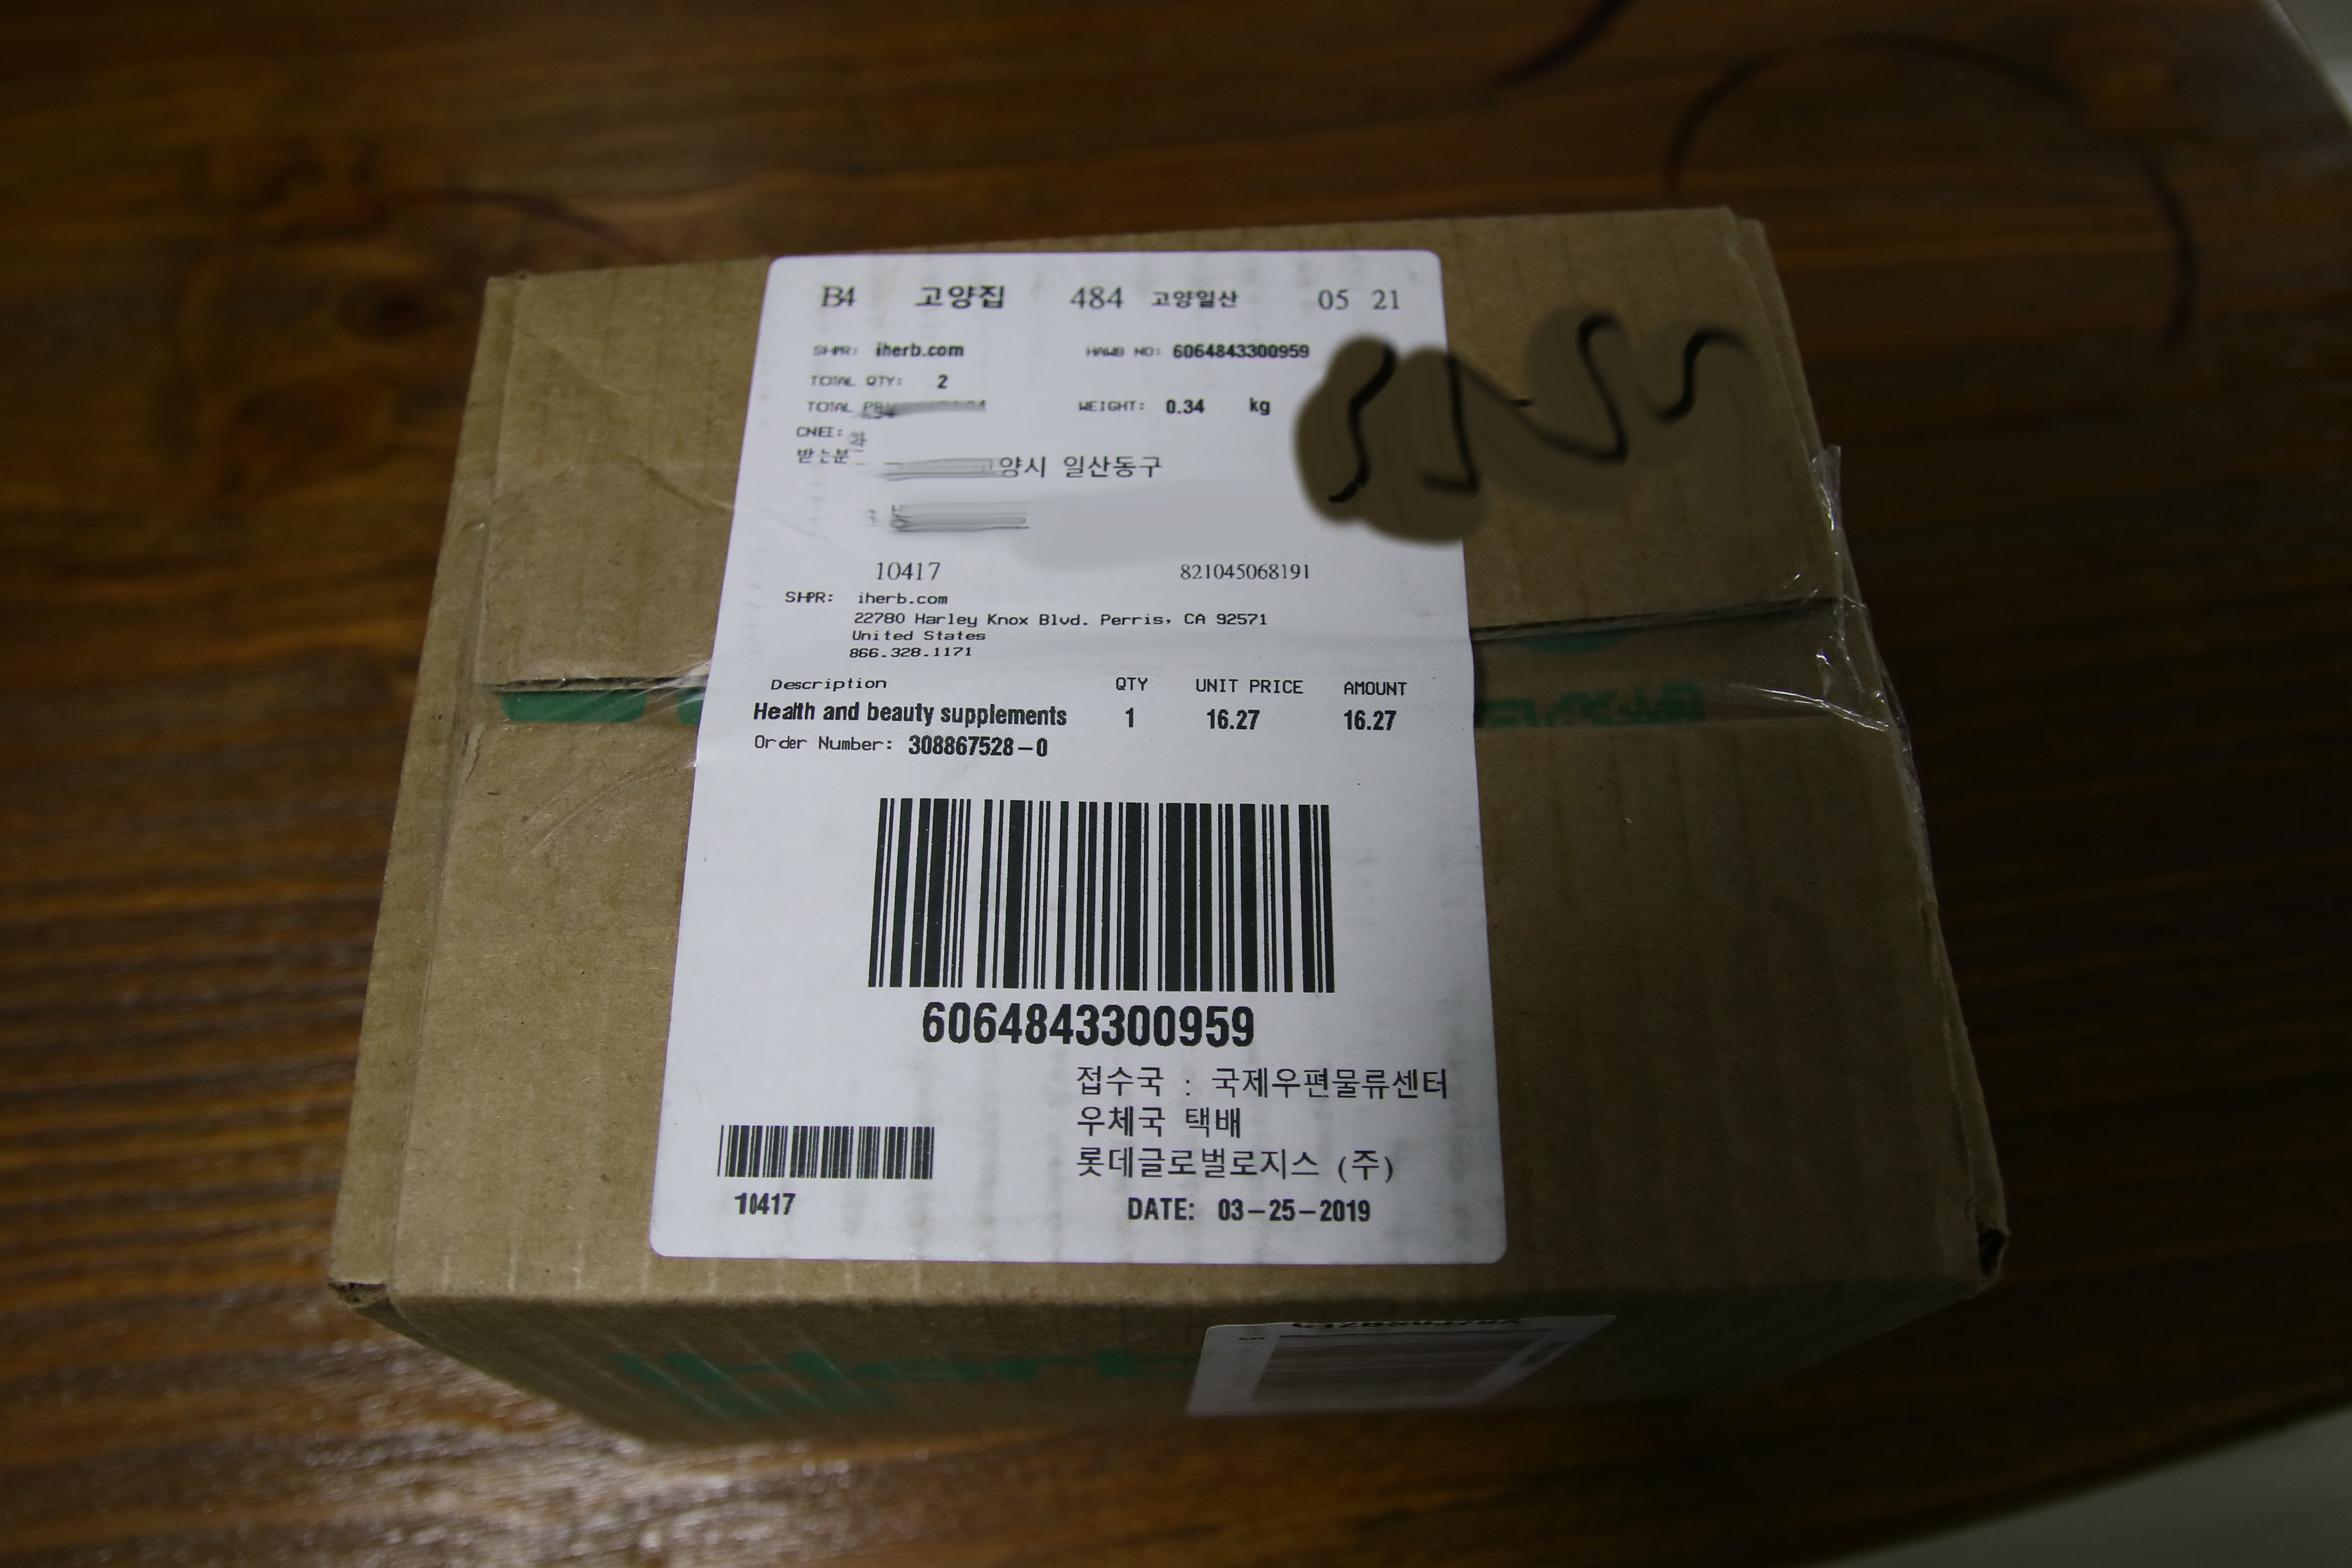 B4 고양집 484 고양일산 05 21
SHPR: iherb.com HAWB NO: 6064843300959
TOTAL QTY: 2
TOTAL WEIGHT: 0.34 kg
CNEE:
받는분
양시 일산동구
10417 821045068191
SHPR: iherb.com
22780 Harley Knox Blvd. Perris, CA 92571
United States
866.328.1171
Description QTY UNIT PRICE AMOUNT
Health and beauty supplements 1 16.27 16.27
Order Number: 308867528-0
6064843300959
접수국 : 국제우편물류센터
우체국 택배
롯데글로벌로지스 (주)
10417 DATE: 03-25-2019